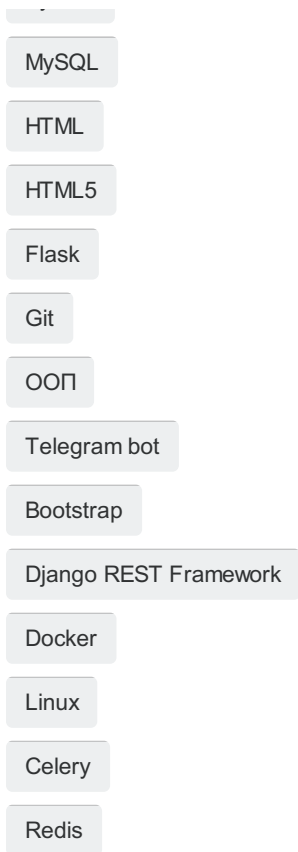 MySQL
HTML
HTML5
Flask
Git
ООП
Telegram bot
Bootstrap
Django REST Framework
Docker
Linux
Celery
Redis